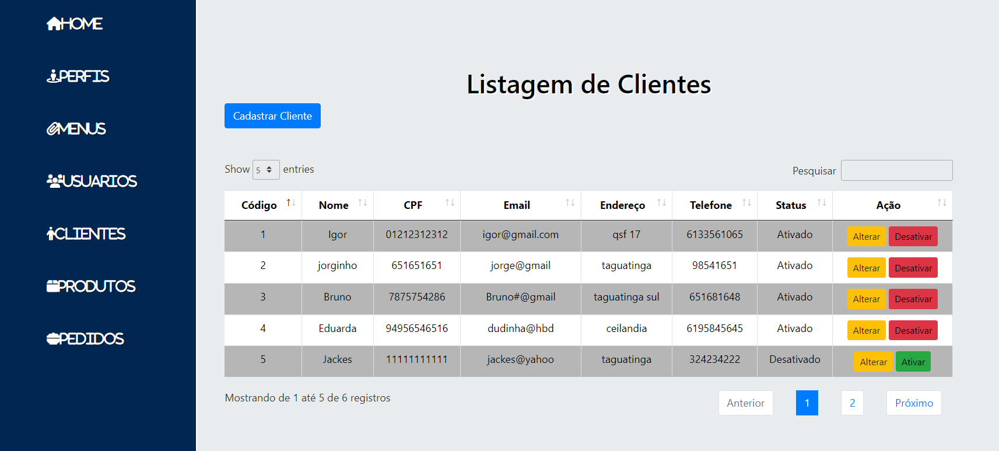 HOME
PERFIS
MENUS
USUARIOS
CLIENTES
PRODUTOS
PEDIDOS
Listagem de Clientes
Cadastrar Cliente
Show 5 entries
Pesquisar
Código Nome CPF Email Endereço Telefone Status Ação
1 Igor 01212312312 igor@gmail.com qsf 17 6133561065 Ativado Alterar Desativar
2 jorginho 651651651 jorge@gmail taguatinga 98541651 Ativado Alterar Desativar
3 Bruno 7875754286 Bruno#@gmail taguatinga sul 651681648 Ativado Alterar Desativar
4 Eduarda 94956546516 dudinha@hbd ceilandia 6195845645 Ativado Alterar Desativar
5 Jackes 11111111111 jackes@yahoo taguatinga 324234222 Desativado Alterar Ativar
Mostrando de 1 até 5 de 6 registros
Anterior 1 2 Próximo